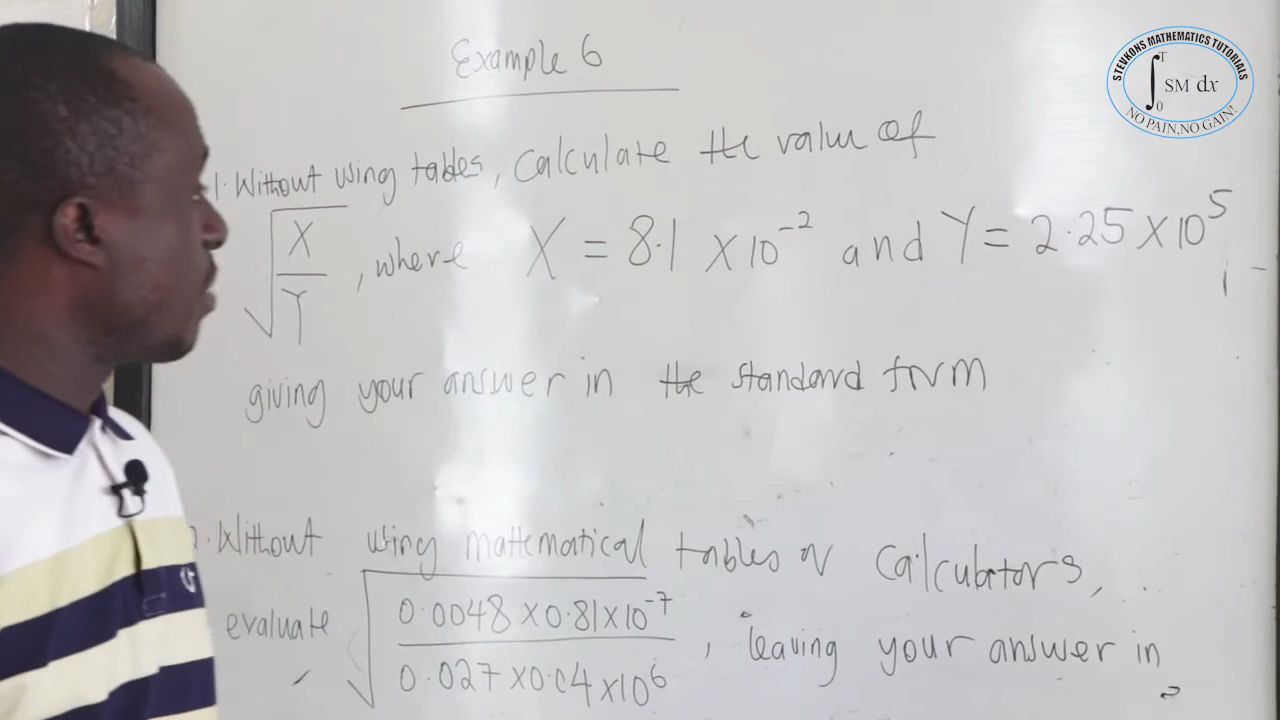 STEVKONS MATHEMATICS TUTORIALS
∫₀ᵀ SM dx
NO PAIN, NO GAIN!
Example 6
1. Without using tables, calculate the value of
√(X/Y), where X = 8.1 × 10⁻² and Y = 2.25 × 10⁵,
giving your answer in the standard form
Without using mathematical tables or calculators,
evaluate √((0.0048 × 0.81 × 10⁻⁷)/(0.027 × 0.04 × 10⁶)), leaving your answer in